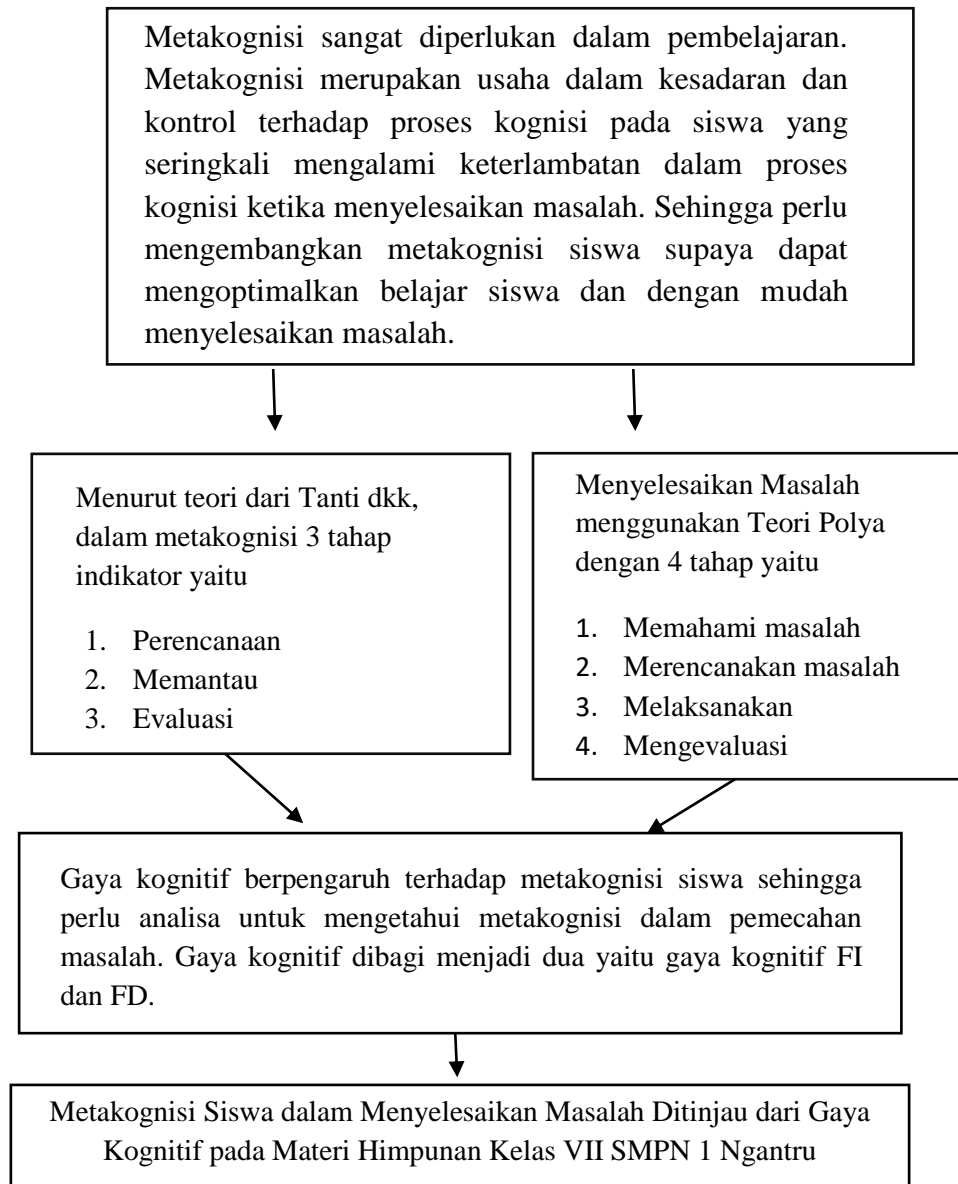 Metakognisi sangat diperlukan dalam pembelajaran.
Metakognisi merupakan usaha dalam kesadaran dan
kontrol terhadap proses kognisi pada siswa yang
seringkali mengalami keterlambatan dalam proses
kognisi ketika menyelesaikan masalah. Sehingga perlu
mengembangkan metakognisi siswa supaya dapat
mengoptimalkan belajar siswa dan dengan mudah
menyelesaikan masalah.
Menurut teori dari Tanti dkk,
dalam metakognisi 3 tahap
indikator yaitu
1. Perencanaan
2. Memantau
3. Evaluasi
Menyelesaikan Masalah
menggunakan Teori Polya
dengan 4 tahap yaitu
1. Memahami masalah
2. Merencanakan masalah
3. Melaksanakan
4. Mengevaluasi
Gaya kognitif berpengaruh terhadap metakognisi siswa sehingga
perlu analisa untuk mengetahui metakognisi dalam pemecahan
masalah. Gaya kognitif dibagi menjadi dua yaitu gaya kognitif FI
dan FD.
Metakognisi Siswa dalam Menyelesaikan Masalah Ditinjau dari Gaya
Kognitif pada Materi Himpunan Kelas VII SMPN 1 Ngantru